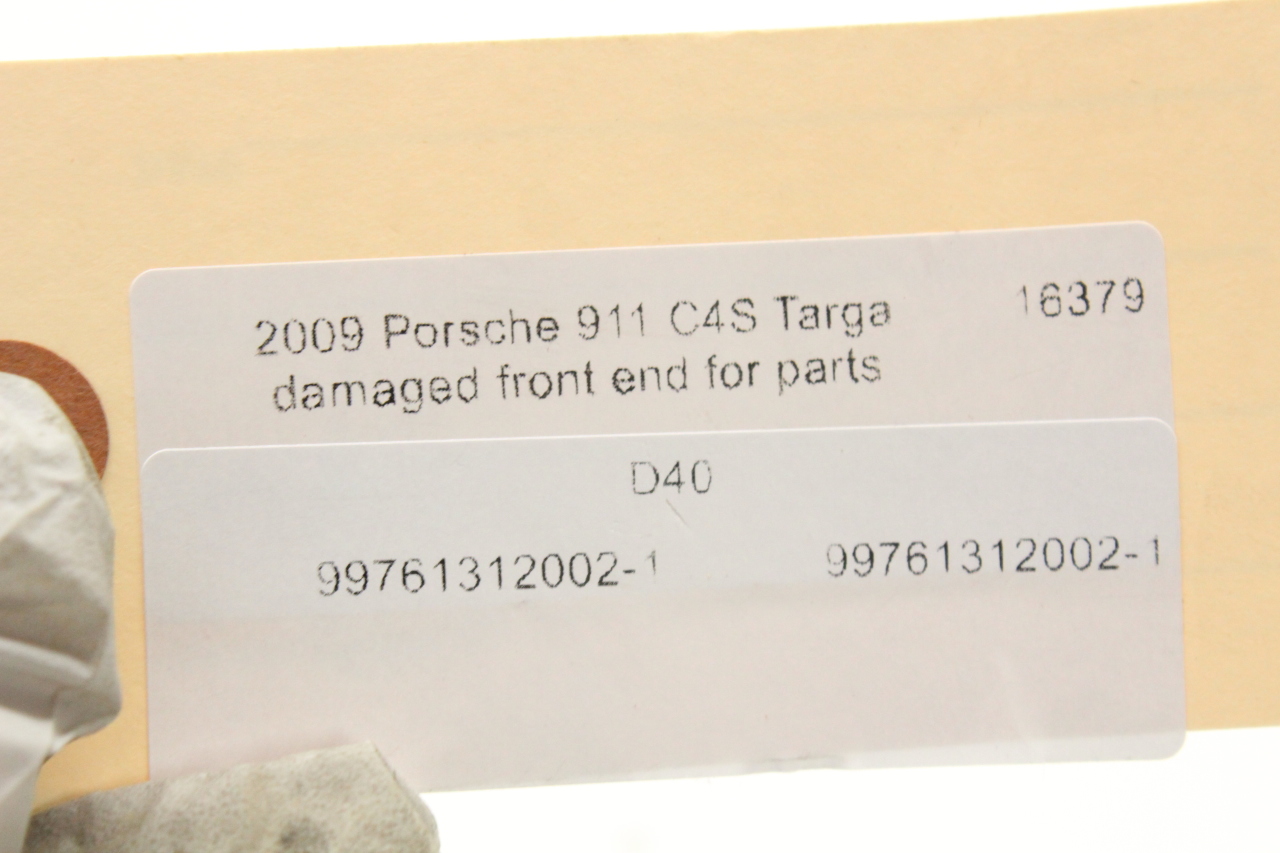 2009 Porsche 911 C4S Targa 16379
damaged front end for parts
D40
99761312002-1 99761312002-1